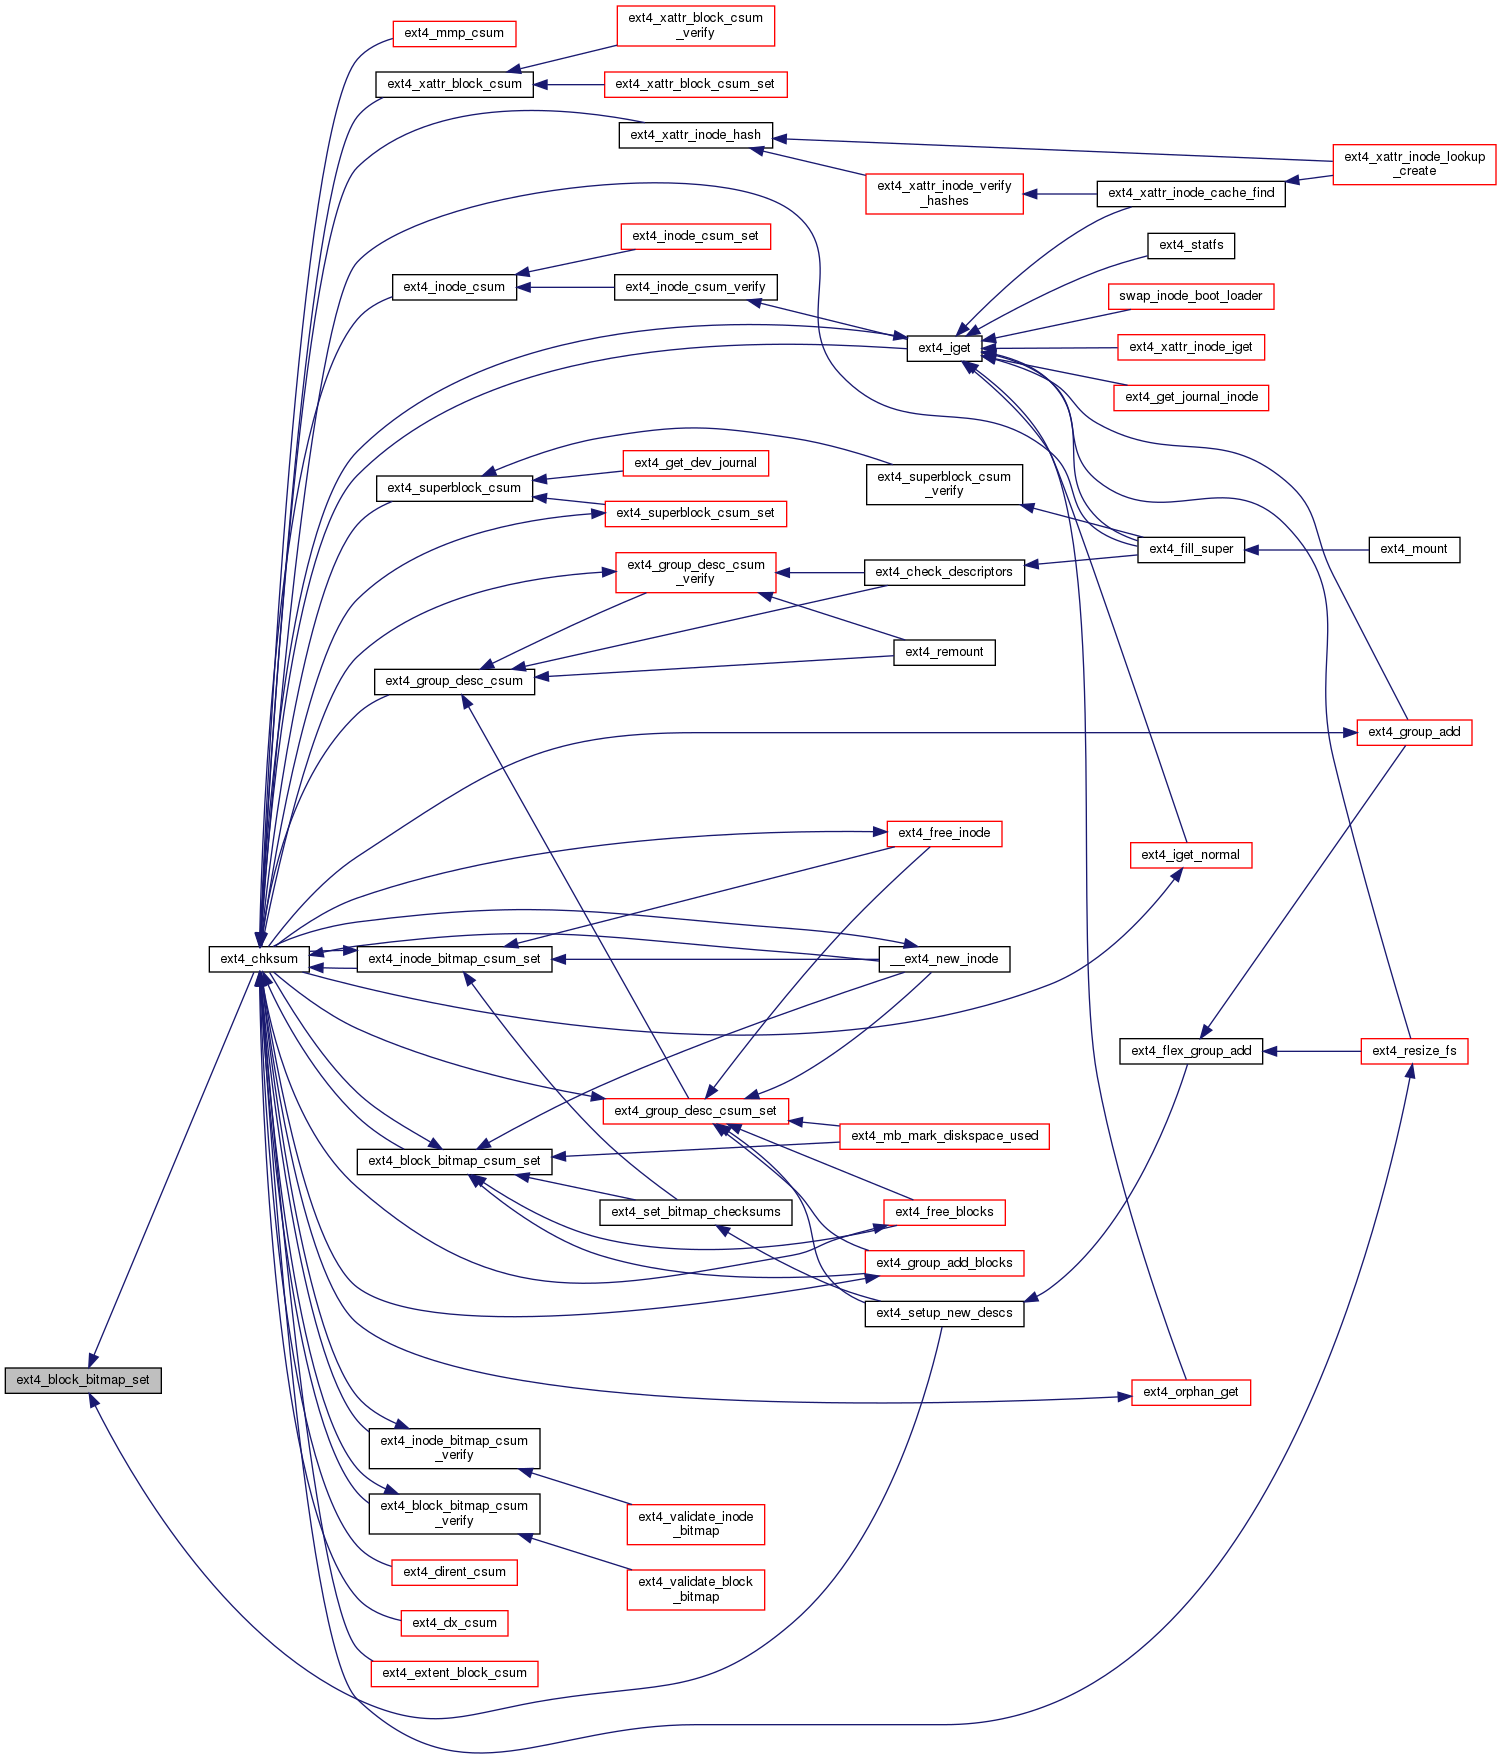 ext4_mmp_csum
ext4_xattr_block_csum
_verify
ext4_xattr_block_csum
ext4_xattr_block_csum_set
ext4_xattr_inode_hash
ext4_xattr_inode_lookup
_create
ext4_xattr_inode_verify
_hashes
ext4_xattr_inode_cache_find
ext4_inode_csum_set
ext4_statfs
ext4_inode_csum
ext4_inode_csum_verify
swap_inode_boot_loader
ext4_iget
ext4_xattr_inode_iget
ext4_get_journal_inode
ext4_get_dev_journal
ext4_superblock_csum
ext4_superblock_csum
_verify
ext4_superblock_csum_set
ext4_fill_super
ext4_mount
ext4_group_desc_csum
_verify
ext4_check_descriptors
ext4_remount
ext4_group_desc_csum
ext4_group_add
ext4_free_inode
ext4_iget_normal
ext4_chksum
ext4_inode_bitmap_csum_set
__ext4_new_inode
ext4_flex_group_add
ext4_resize_fs
ext4_group_desc_csum_set
ext4_mb_mark_diskspace_used
ext4_block_bitmap_csum_set
ext4_set_bitmap_checksums
ext4_free_blocks
ext4_group_add_blocks
ext4_setup_new_descs
ext4_block_bitmap_set
ext4_orphan_get
ext4_inode_bitmap_csum
_verify
ext4_block_bitmap_csum
_verify
ext4_validate_inode
_bitmap
ext4_dirent_csum
ext4_validate_block
_bitmap
ext4_dx_csum
ext4_extent_block_csum